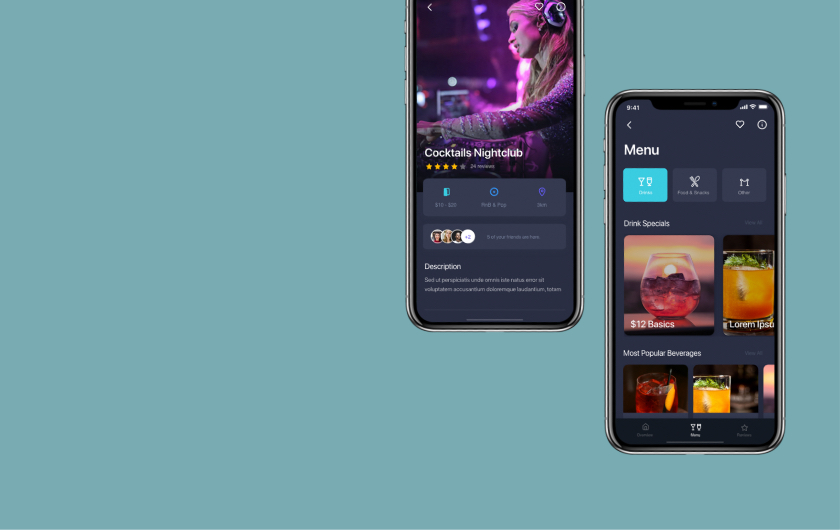 Cocktails Nightclub
24 reviews
$10 - $20
RnB & Pop
3km
+2
8 of your friends are here
Description
Sed ut perspiciatis unde omnis iste natus error sit
voluptatem accusantium doloremque laudantium, totam
9:41
Menu
Drinks
Food & Snacks
Other
Drink Specials
View All
$12 Basics
Lorem Ipsu
Most Popular Beverages
View All
Overview
Menu
Reviews